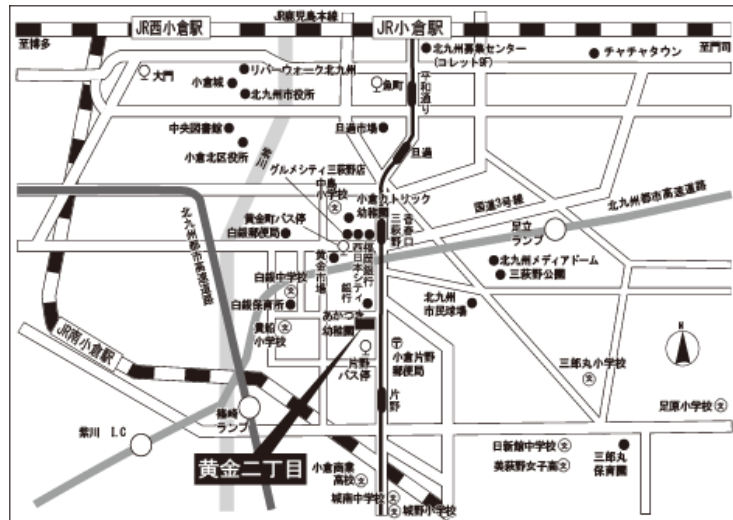 JR鹿児島本線
JR西小倉駅
JR小倉駅
至博多
至門司
北九州募集センター
(コレット9F)
チャチャタウン
リバーウォーク北九州
大門
小倉城
北九州市役所
魚町
平和通り
中央図書館
旦過市場
旦過
小倉北区役所
紫川
グルメシティ三萩野店
中島
小学校
小倉カトリック
幼稚園
国道3号線
北九州都市高速道路
足立
ランプ
黄金町バス停
白銀郵便局
香春口
三萩野
福岡銀行
西日本シティ
銀行
黄金市場
北九州都市高速道路
北九州メディアドーム
三萩野公園
白銀中学校
白銀保育所
あかつき
幼稚園
貴船
小学校
北九州
市民球場
JR南小倉駅
片野
バス停
小倉片野
郵便局
三郎丸小学校
N
片野
足原小学校
篠崎
ランプ
紫川 I.C
黄金二丁目
小倉商業
高校
日新館中学校
美萩野女子高
三郎丸
保育園
城南中学校
城野小学校